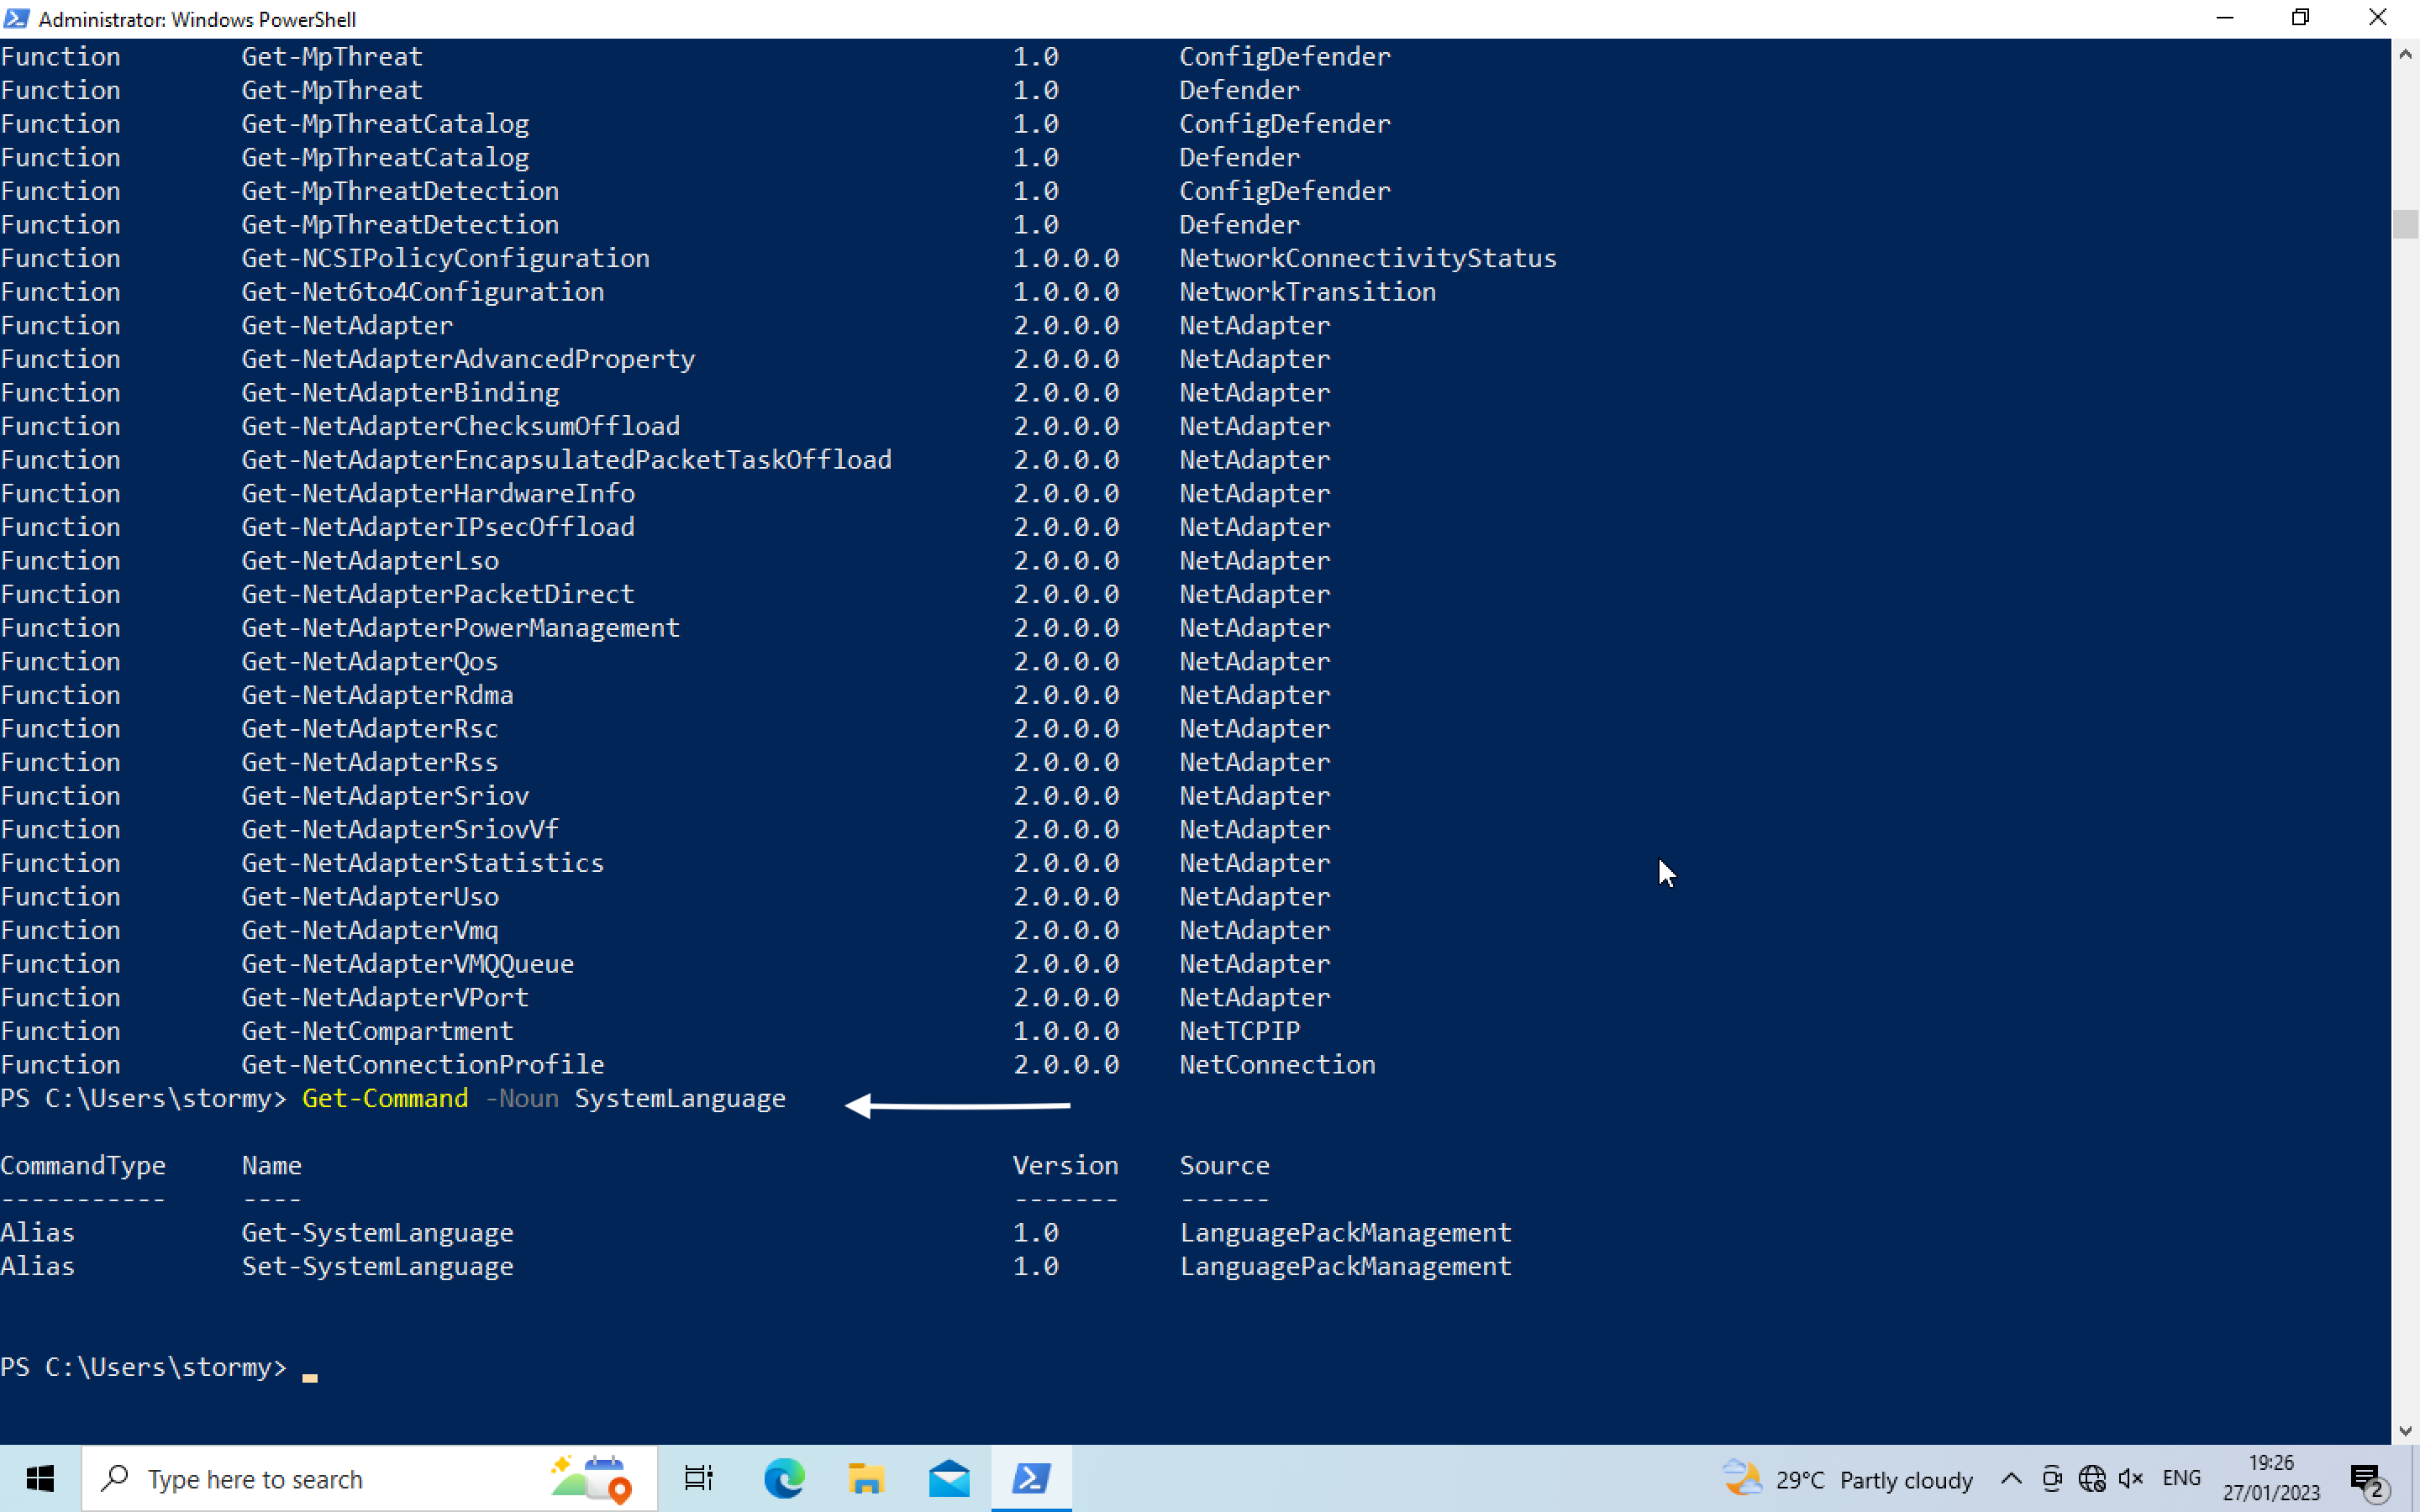 Administrator: Windows PowerShell
Function Get-MpThreat 1.0 ConfigDefender
Function Get-MpThreat 1.0 Defender
Function Get-MpThreatCatalog 1.0 ConfigDefender
Function Get-MpThreatCatalog 1.0 Defender
Function Get-MpThreatDetection 1.0 ConfigDefender
Function Get-MpThreatDetection 1.0 Defender
Function Get-NCSIPolicyConfiguration 1.0.0.0 NetworkConnectivityStatus
Function Get-Net6to4Configuration 1.0.0.0 NetworkTransition
Function Get-NetAdapter 2.0.0.0 NetAdapter
Function Get-NetAdapterAdvancedProperty 2.0.0.0 NetAdapter
Function Get-NetAdapterBinding 2.0.0.0 NetAdapter
Function Get-NetAdapterChecksumOffload 2.0.0.0 NetAdapter
Function Get-NetAdapterEncapsulatedPacketTaskOffload 2.0.0.0 NetAdapter
Function Get-NetAdapterHardwareInfo 2.0.0.0 NetAdapter
Function Get-NetAdapterIPsecOffload 2.0.0.0 NetAdapter
Function Get-NetAdapterLso 2.0.0.0 NetAdapter
Function Get-NetAdapterPacketDirect 2.0.0.0 NetAdapter
Function Get-NetAdapterPowerManagement 2.0.0.0 NetAdapter
Function Get-NetAdapterQos 2.0.0.0 NetAdapter
Function Get-NetAdapterRdma 2.0.0.0 NetAdapter
Function Get-NetAdapterRsc 2.0.0.0 NetAdapter
Function Get-NetAdapterRss 2.0.0.0 NetAdapter
Function Get-NetAdapterSriov 2.0.0.0 NetAdapter
Function Get-NetAdapterSriovVf 2.0.0.0 NetAdapter
Function Get-NetAdapterStatistics 2.0.0.0 NetAdapter
Function Get-NetAdapterUso 2.0.0.0 NetAdapter
Function Get-NetAdapterVmq 2.0.0.0 NetAdapter
Function Get-NetAdapterVMQQueue 2.0.0.0 NetAdapter
Function Get-NetAdapterVPort 2.0.0.0 NetAdapter
Function Get-NetCompartment 1.0.0.0 NetTCPIP
Function Get-NetConnectionProfile 2.0.0.0 NetConnection
PS C:\Users\stormy> Get-Command -Noun SystemLanguage
CommandType Name Version Source
----------- ---- ------- ------
Alias Get-SystemLanguage 1.0 LanguagePackManagement
Alias Set-SystemLanguage 1.0 LanguagePackManagement
PS C:\Users\stormy>
Type here to search
29°C Partly cloudy
ENG
19:26
27/01/2023
2